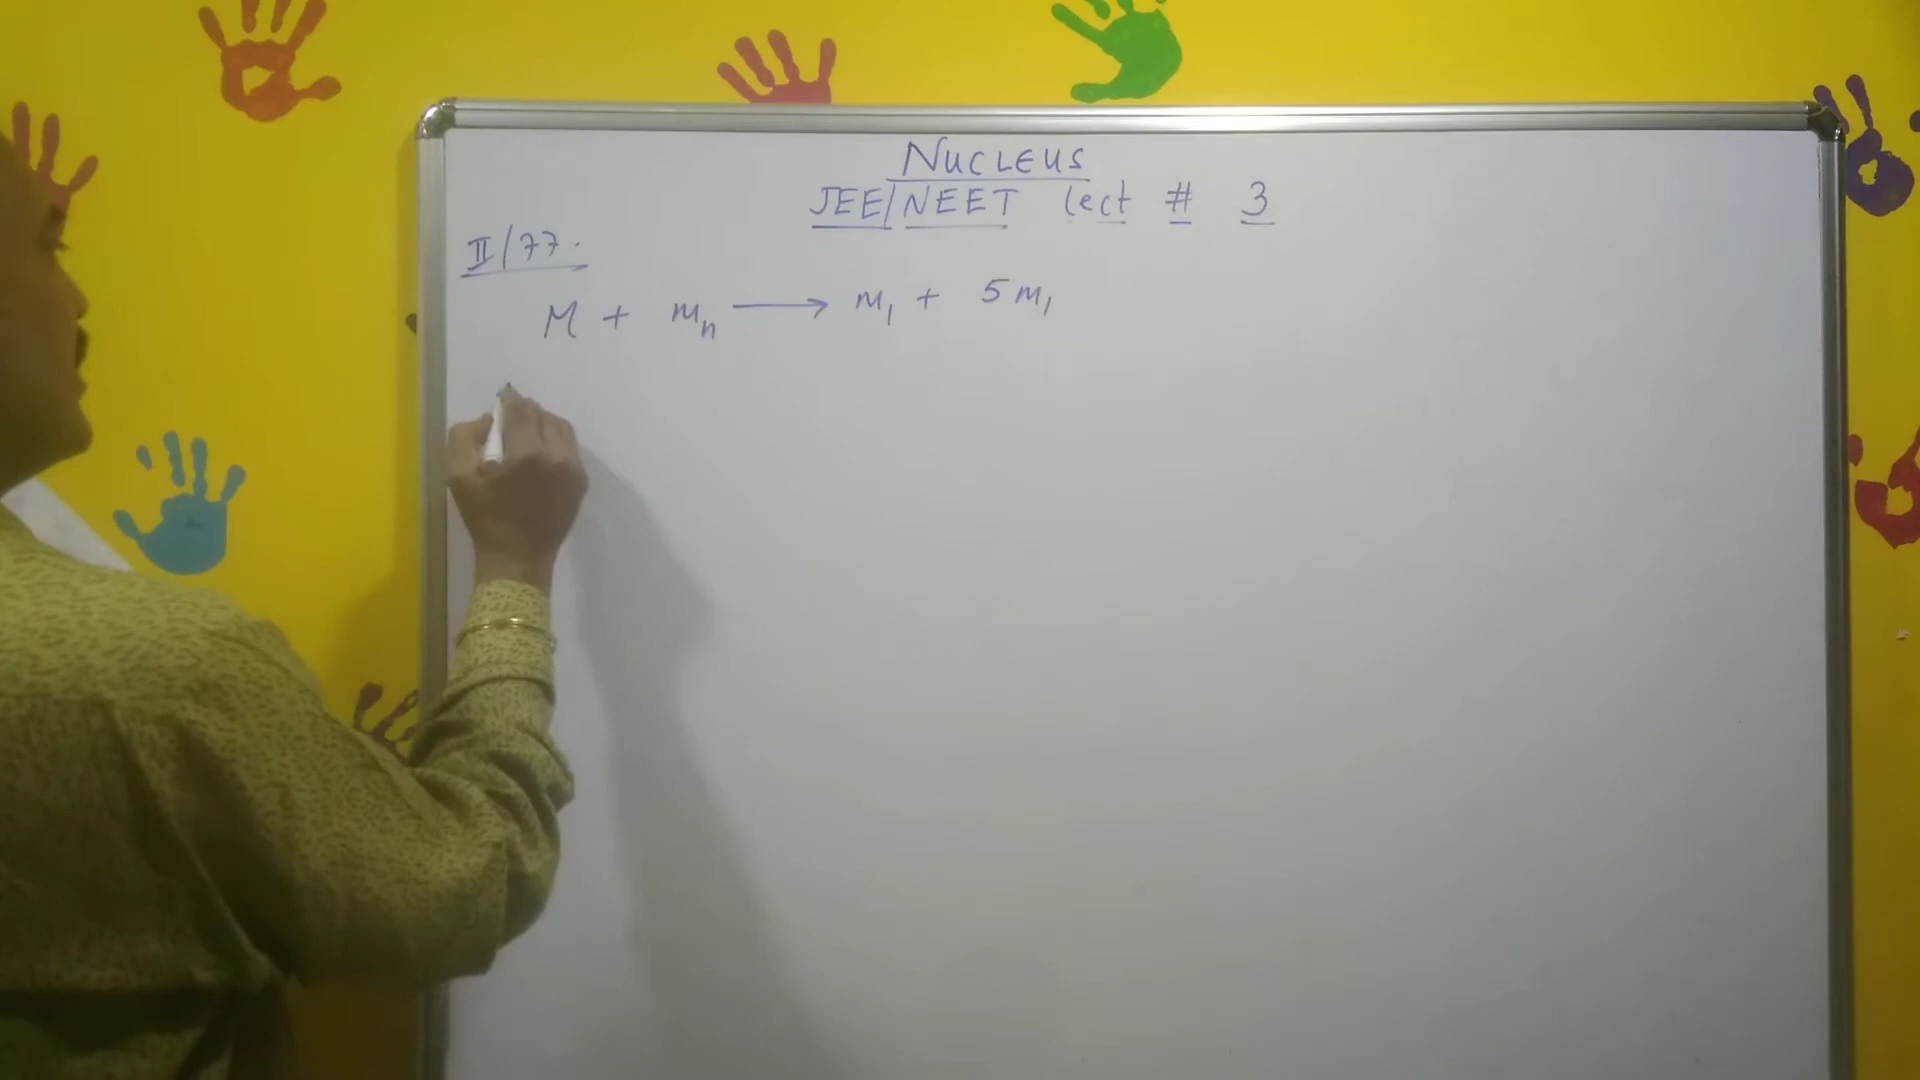 NUCLEUS
JEE/NEET Lect # 3
II/77.
M + mₙ ⟶ m₁ + 5m₁